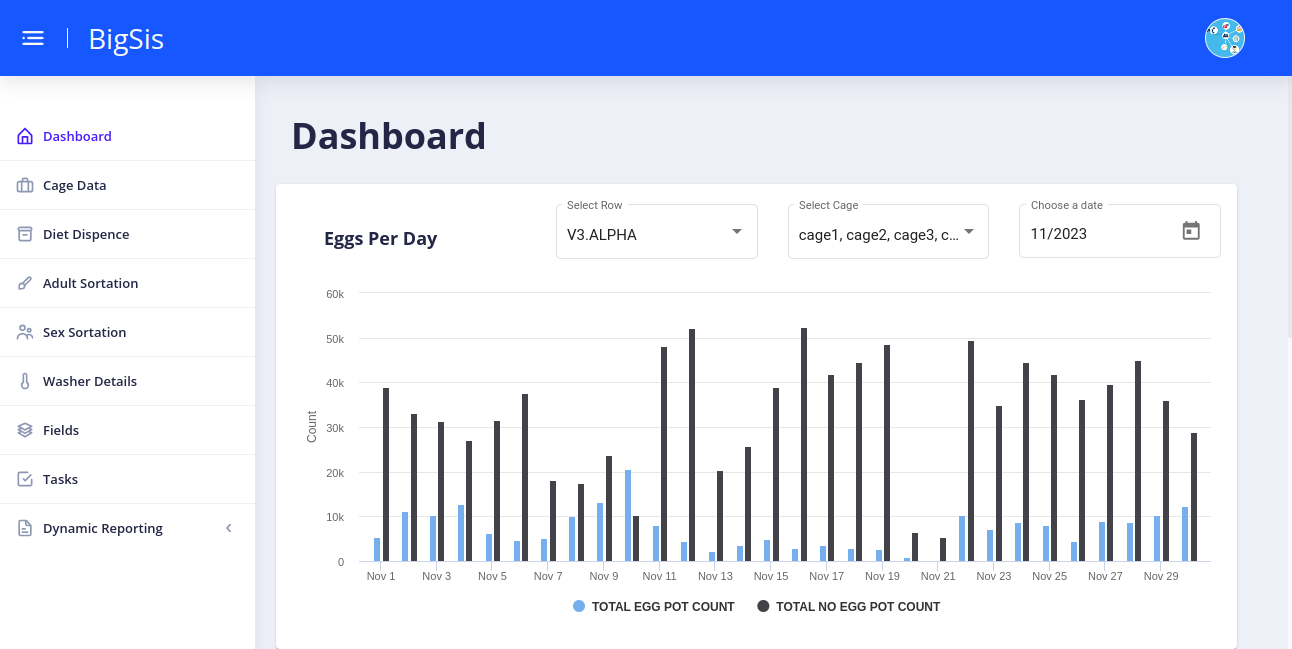 BigSis
Dashboard
Cage Data
Diet Dispence
Adult Sortation
Sex Sortation
Washer Details
Fields
Tasks
Dynamic Reporting
Dashboard
Eggs Per Day
Select Row
V3.ALPHA
Select Cage
cage1, cage2, cage3, c...
Choose a date
11/2023
60k
50k
40k
30k
20k
10k
0
Count
Nov 1 Nov 3 Nov 5 Nov 7 Nov 9 Nov 11 Nov 13 Nov 15 Nov 17 Nov 19 Nov 21 Nov 23 Nov 25 Nov 27 Nov 29
TOTAL EGG POT COUNT TOTAL NO EGG POT COUNT